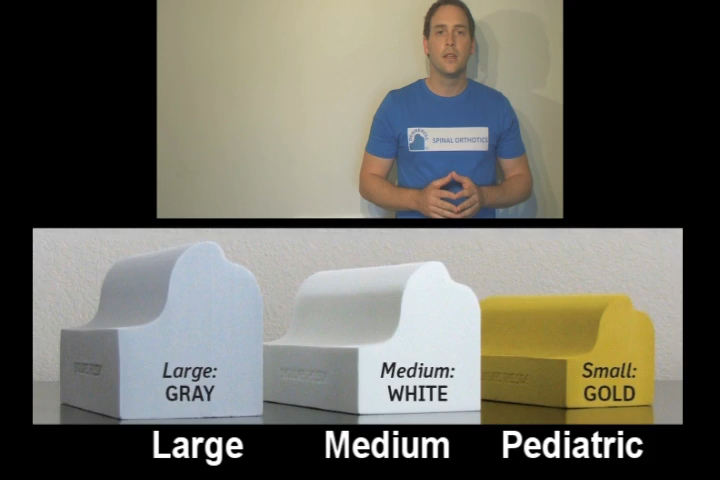 SPINAL ORTHOTICS
Large:
GRAY
Medium:
WHITE
Small:
GOLD
Large
Medium
Pediatric